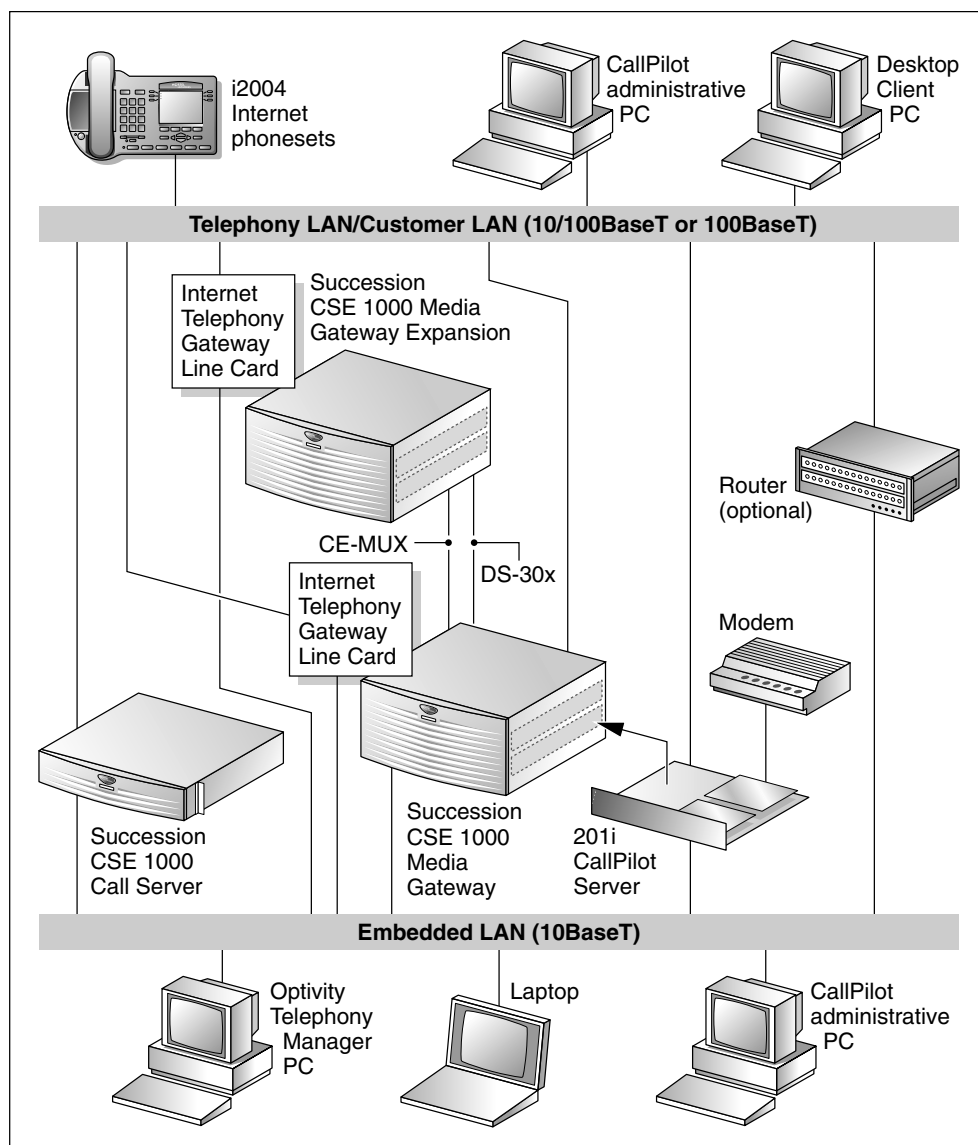 i2004
Internet
phonesets
CallPilot
administrative
PC
Desktop
Client
PC
Telephony LAN/Customer LAN (10/100BaseT or 100BaseT)
Internet
Telephony
Gateway
Line Card
Succession
CSE 1000 Media
Gateway Expansion
Router
(optional)
CE-MUX
DS-30x
Internet
Telephony
Gateway
Line Card
Modem
Succession
CSE 1000
Call Server
Succession
CSE 1000
Media
Gateway
201i
CallPilot
Server
Embedded LAN (10BaseT)
Optivity
Telephony
Manager
PC
Laptop
CallPilot
administrative
PC